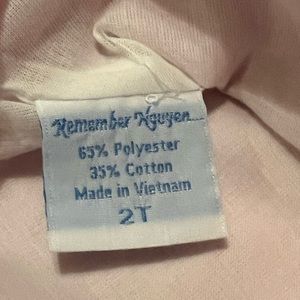 Remember Nguyen...
65% Polyester
35% Cotton
Made in Vietnam
2T